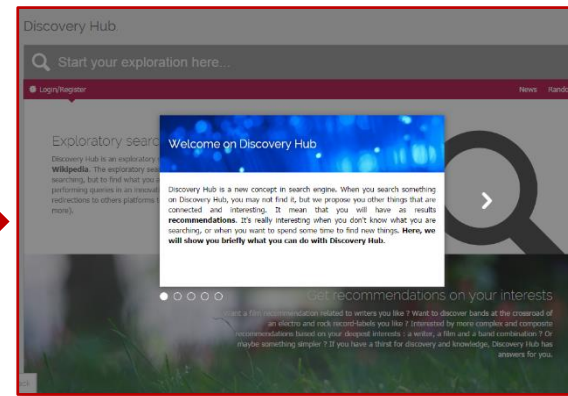 Discovery Hub
Start your exploration here...
Login/Register
News Rando
Exploratory searc
Discovery Hub is an exploratory
Wikipedia. The exploratory sea
searching, but to find what you a
performing queries in an innovat
redirections to others platforms t
more).
Welcome on Discovery Hub
Discovery Hub is a new concept in search engine. When you search something
on Discovery Hub, you may not find it, but we propose you other things that are
connected and interesting. It mean that you will have as results
recommendations. It's really interesting when you don't know what you are
searching, or when you want to spend some time to find new things. Here, we
will show you briefly what you can do with Discovery Hub.
Get recommendations on your interests
ant a film recommendation related to writers you like ? Want to discover bands at the crossroad of
an electro and rock record-labels you like ? Interested by more complex and composite
recommendations based on your deepest interests : a writer, a film and a band combination ? Or
maybe something simpler ? If you have a thirst for discovery and knowledge, Discovery Hub has
answers for you.